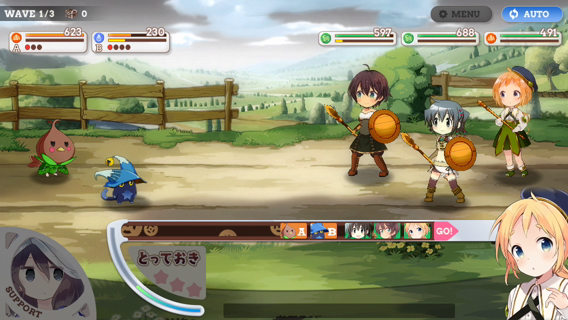 WAVE 1/3 0
MENU
AUTO
623
A
230
B
597
688
491
A B GO!
とっておき
SUPPORT